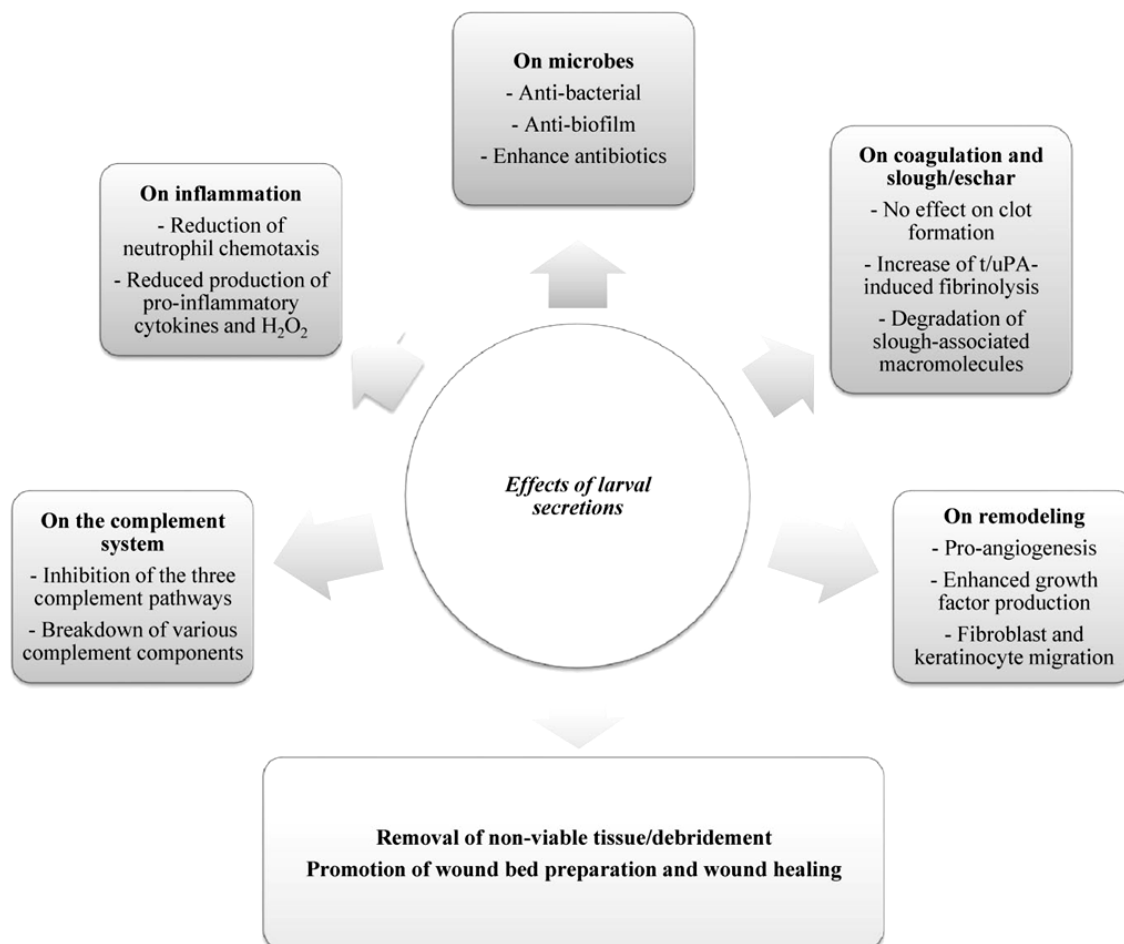 On microbes
- Anti-bacterial
- Anti-biofilm
- Enhance antibiotics
On coagulation and
slough/eschar
- No effect on clot
formation
- Increase of t/uPA-
induced fibrinolysis
- Degradation of
slough-associated
macromolecules
On inflammation
- Reduction of
neutrophil chemotaxis
- Reduced production of
pro-inflammatory
cytokines and H₂O₂
Effects of larval
secretions
On the complement
system
- Inhibition of the three
complement pathways
- Breakdown of various
complement components
On remodeling
- Pro-angiogenesis
- Enhanced growth
factor production
- Fibroblast and
keratinocyte migration
Removal of non-viable tissue/debridement
Promotion of wound bed preparation and wound healing